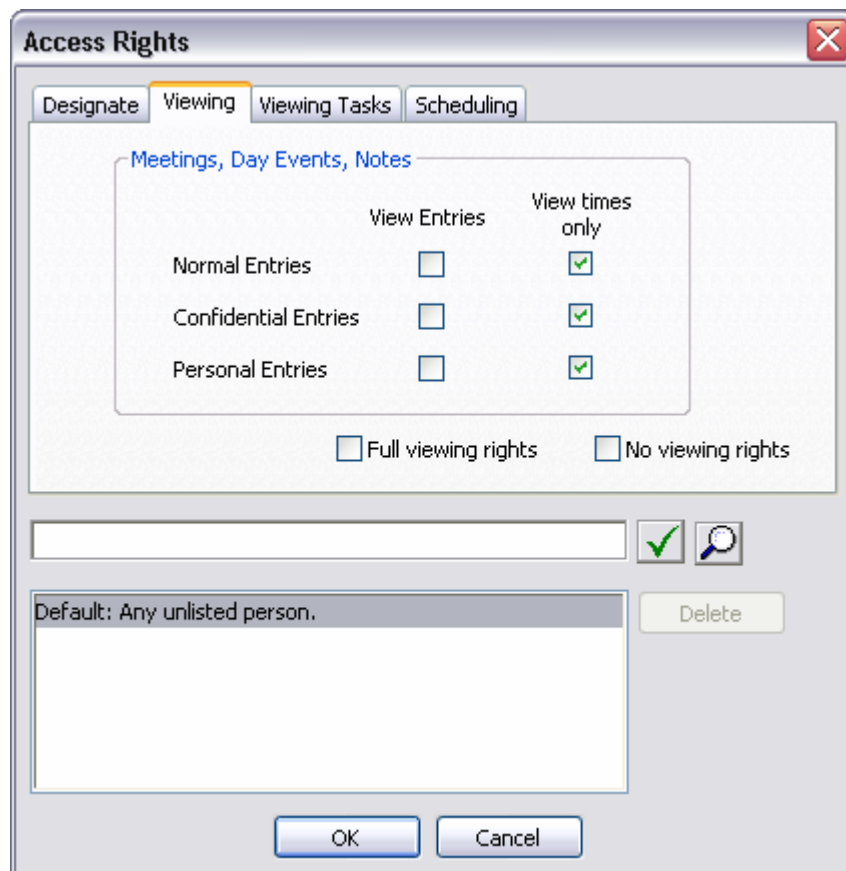 Access Rights
Designate Viewing Viewing Tasks Scheduling
Meetings, Day Events, Notes
View Entries View times
only
Normal Entries
Confidential Entries
Personal Entries
Full viewing rights No viewing rights
Default: Any unlisted person.
Delete
OK Cancel